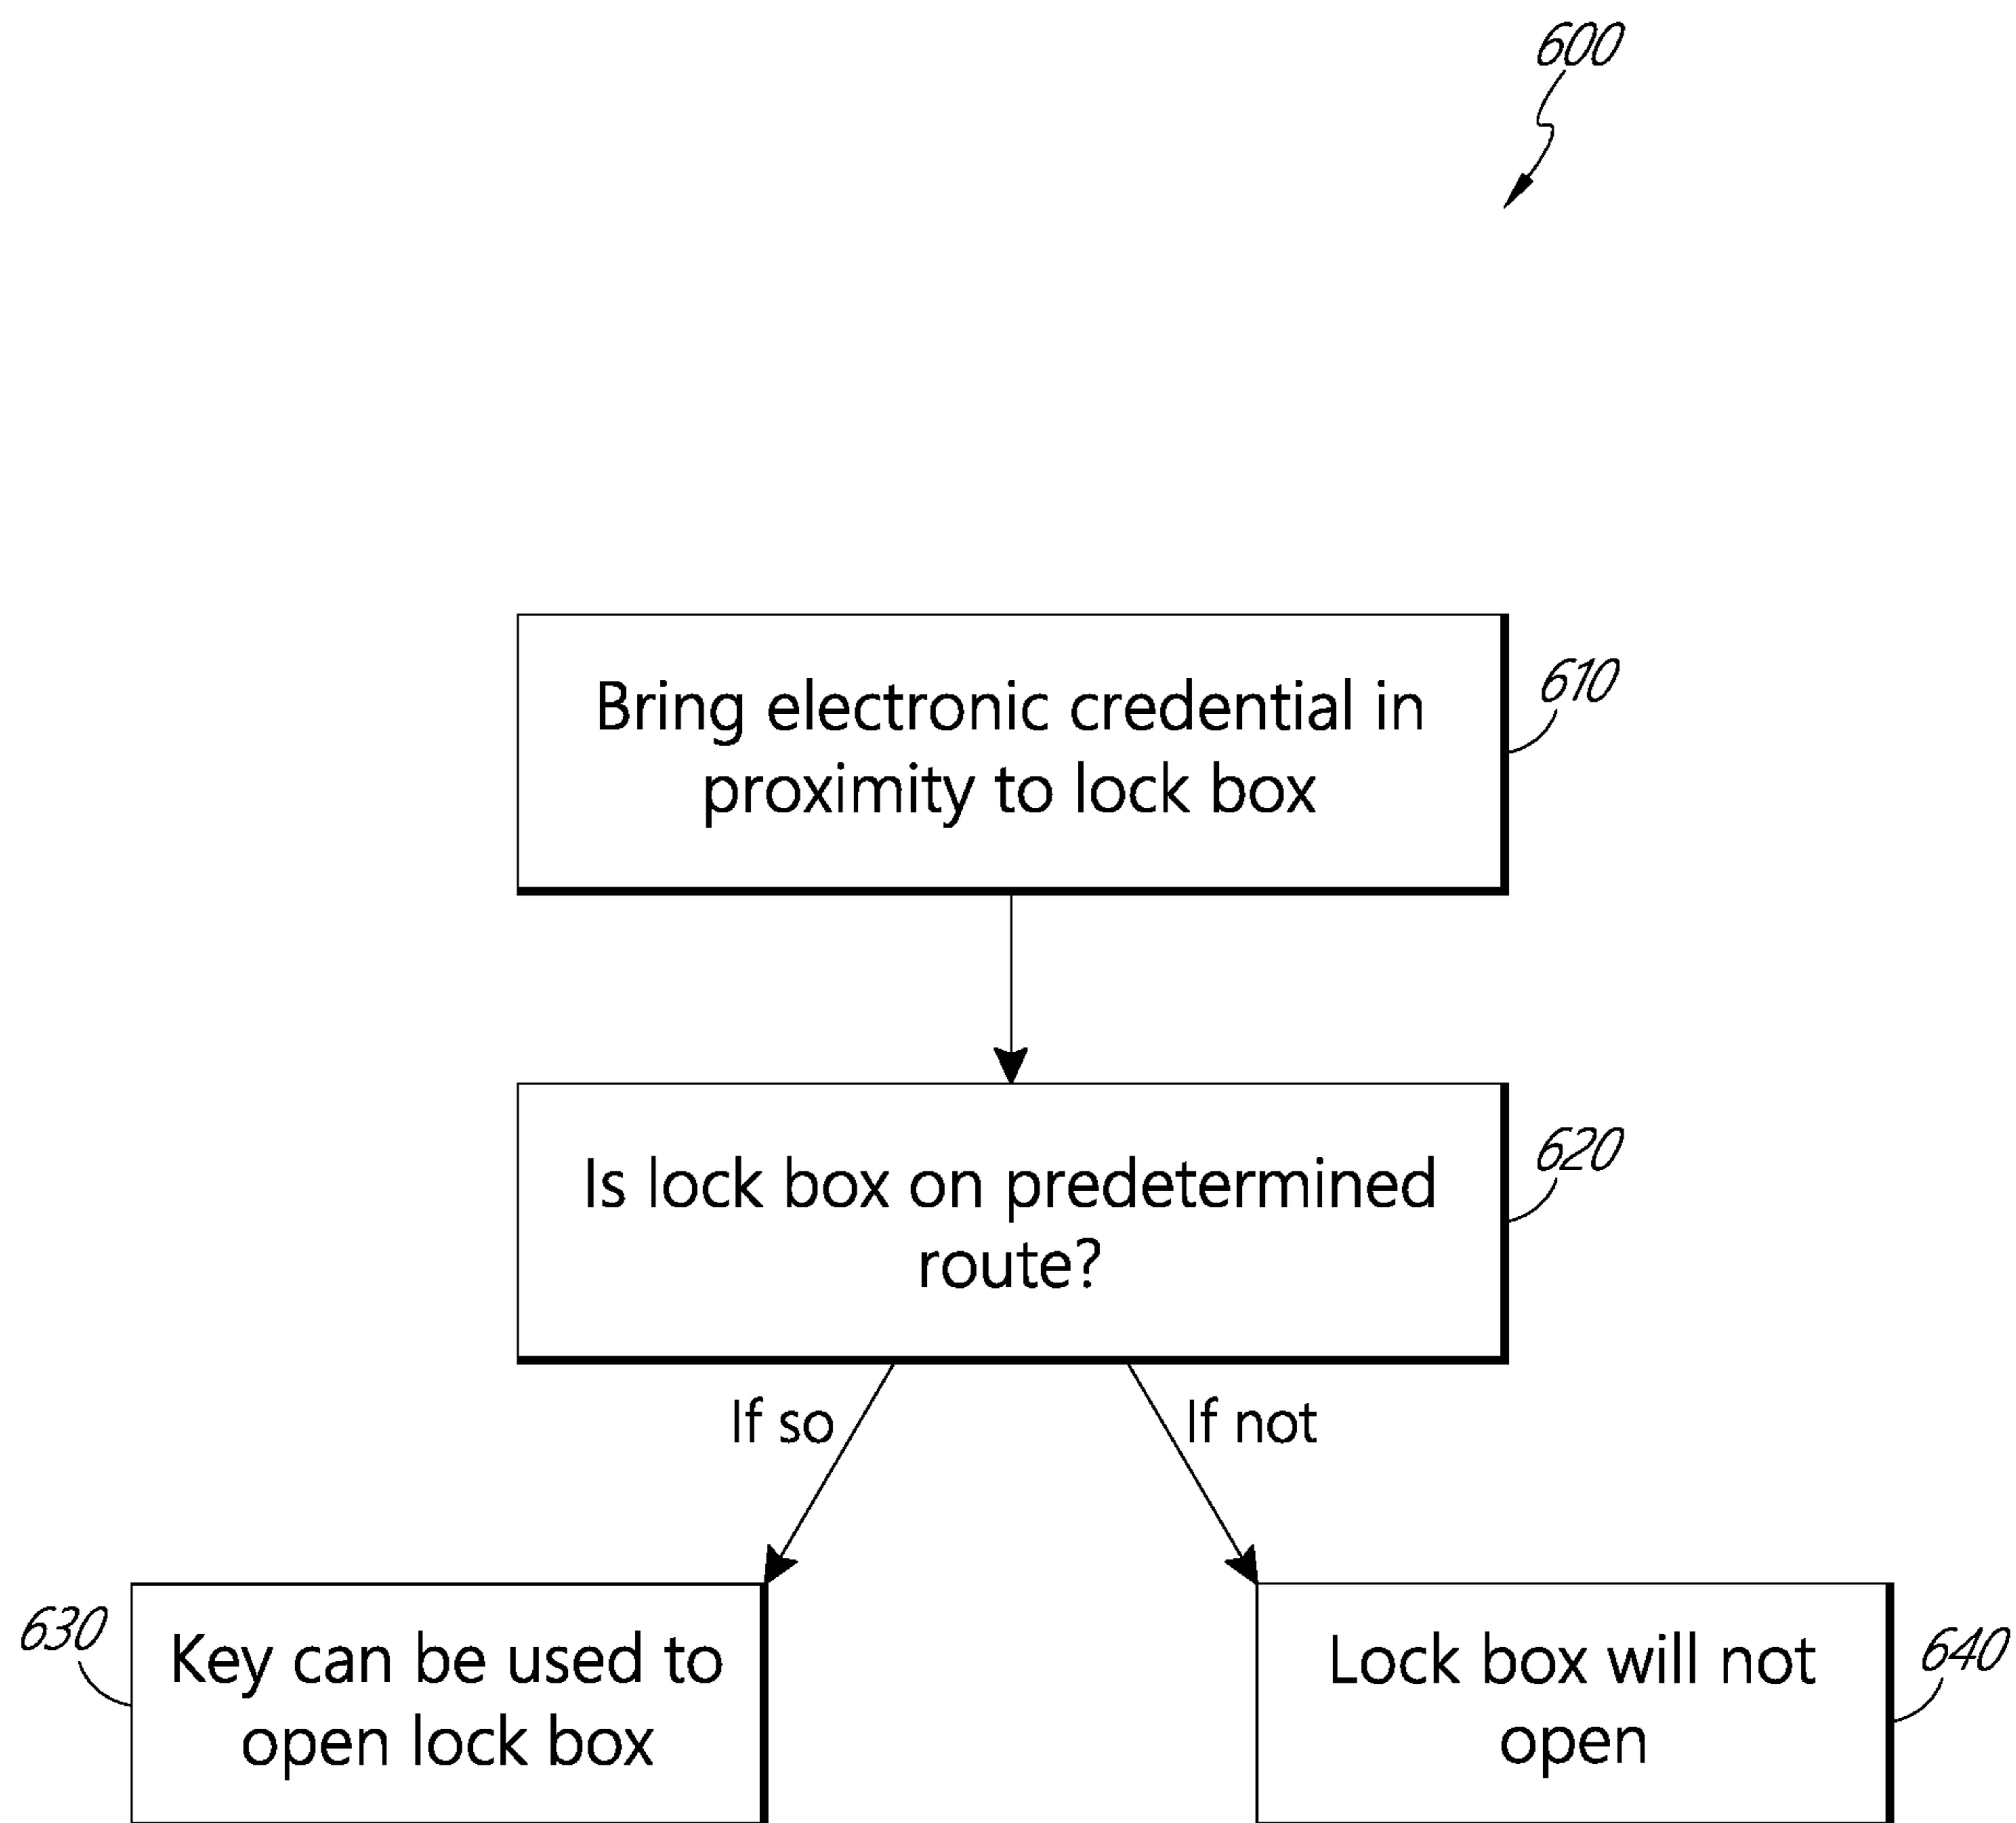 600
Bring electronic credential in
proximity to lock box
610
Is lock box on predetermined
route?
620
If so
If not
630
Key can be used to
open lock box
Lock box will not
open
640